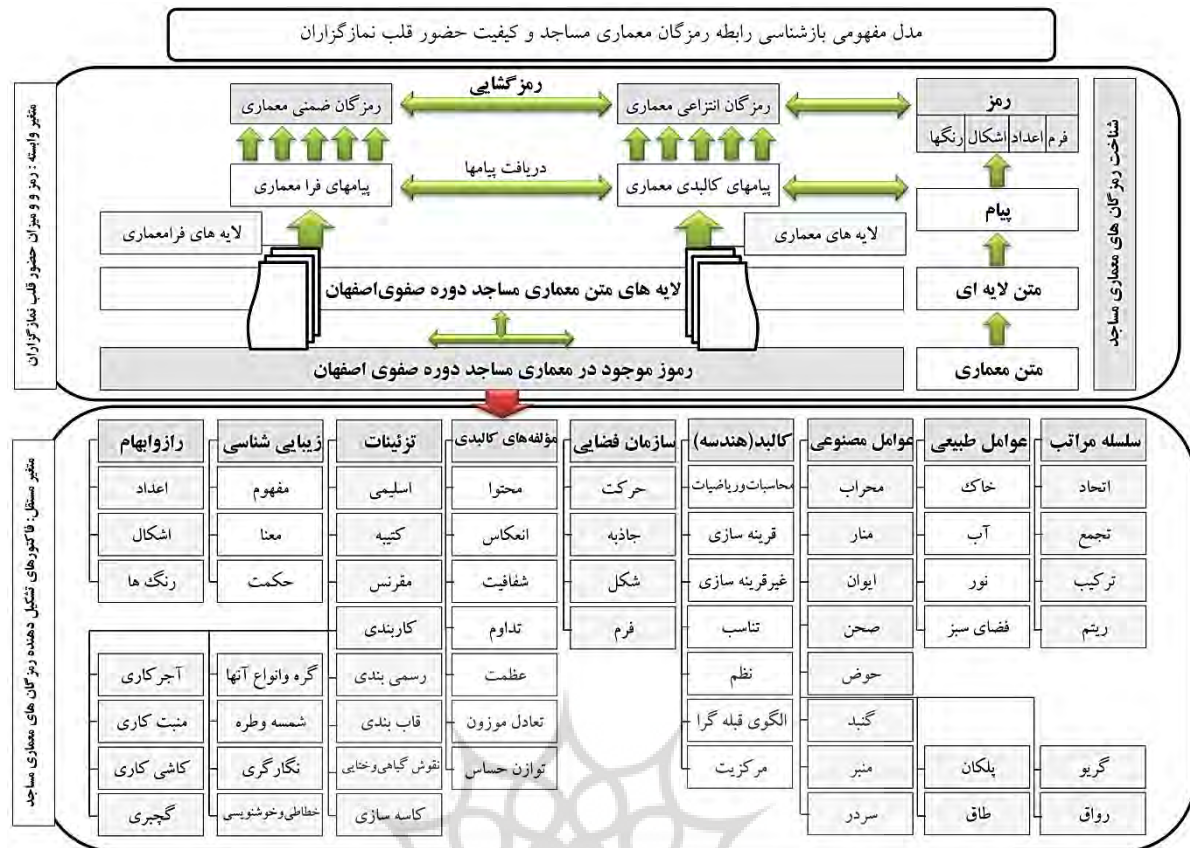 مدل مفهومی بازشناسی رابطه رمزگان معماری مساجد و کیفیت حضور قلب نمازگزاران
شناخت رمزگان های معماری مساجد
رمز
فرم
اعداد
اشکال
رنگها
پیام
متن لایه ای
متن معماری
رمزگشایی
رمزگان انتزاعی معماری
رمزگان ضمنی معماری
دریافت پیامها
پیامهای کالبدی معماری
پیامهای فرا معماری
لایه های معماری
لایه های فرامعماری
لایه های متن معماری مساجد دوره صفوی اصفهان
رموز موجود در معماری مساجد دوره صفوی اصفهان
متغیر وابسته : رمز و و میزان حضور قلب نمازگزاران
متغیر مستقل: فاکتورهای تشکیل دهنده رمزگان های معماری مساجد
سلسله مراتب
اتحاد
تجمع
ترکیب
ریتم
گریو
رواق
عوامل طبیعی
خاک
آب
نور
فضای سبز
پلکان
طاق
عوامل مصنوعی
محراب
منار
ایوان
صحن
حوض
گنبد
منبر
سردر
کالبد(هندسه)
محاسبات‌وریاضیات
قرینه سازی
غیرقرینه سازی
تناسب
نظم
الگوی قبله گرا
مرکزیت
سازمان فضایی
حرکت
جاذبه
شکل
فرم
مؤلفه‌های کالبدی
محتوا
انعکاس
شفافیت
تداوم
عظمت
تعادل موزون
توازن حساس
تزئینات
اسلیمی
کتیبه
مقرنس
کاربندی
رسمی بندی
قاب بندی
نقوش گیاهی‌وختایی
کاسه سازی
زیبایی شناسی
مفهوم
معنا
حکمت
گره وانواع آنها
شمسه وطره
نگارگری
خطاطی‌وخوشنویسی
رازوابهام
اعداد
اشکال
رنگ ها
آجرکاری
منبت کاری
کاشی کاری
گچبری